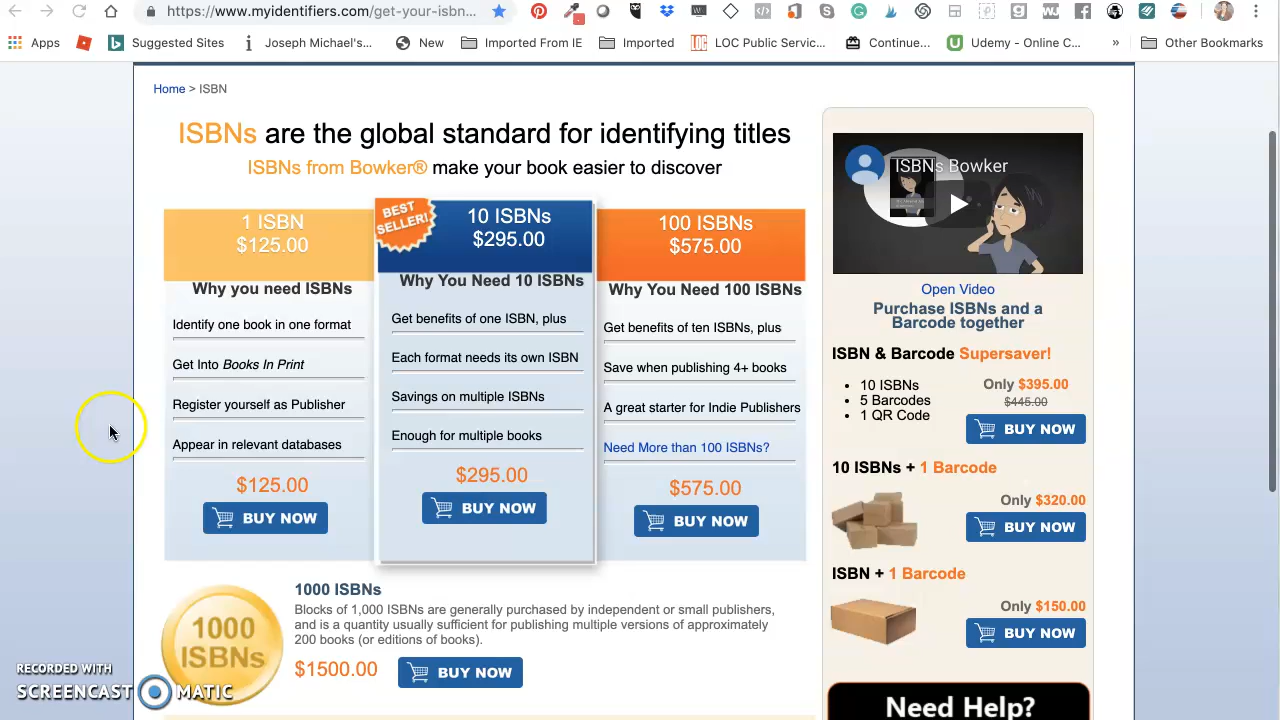 https://www.myidentifiers.com/get-your-isbn...
Apps
Suggested Sites
Joseph Michael's...
New
Imported From IE
Imported
LOC Public Servic...
Continue...
Udemy - Online C...
»
Other Bookmarks
Home > ISBN
ISBNs are the global standard for identifying titles
ISBNs from Bowker® make your book easier to discover
1 ISBN
$125.00
Why you need ISBNs
Identify one book in one format
Get Into Books In Print
Register yourself as Publisher
Appear in relevant databases
$125.00
BUY NOW
BEST
SELLER!
10 ISBNs
$295.00
Why You Need 10 ISBNs
Get benefits of one ISBN, plus
Each format needs its own ISBN
Savings on multiple ISBNs
Enough for multiple books
$295.00
BUY NOW
100 ISBNs
$575.00
Why You Need 100 ISBNs
Get benefits of ten ISBNs, plus
Save when publishing 4+ books
A great starter for Indie Publishers
Need More than 100 ISBNs?
$575.00
BUY NOW
1000
ISBNs
1000 ISBNs
Blocks of 1,000 ISBNs are generally purchased by independent or small publishers,
and is a quantity usually sufficient for publishing multiple versions of approximately
200 books (or editions of books).
$1500.00
BUY NOW
ISBNs Bowker
Open Video
Purchase ISBNs and a
Barcode together
ISBN & Barcode Supersaver!
• 10 ISBNs
• 5 Barcodes
• 1 QR Code
Only $395.00
$445.00
BUY NOW
10 ISBNs + 1 Barcode
Only $320.00
BUY NOW
ISBN + 1 Barcode
Only $150.00
BUY NOW
Need Help?
RECORDED WITH
SCREENCAST MATIC